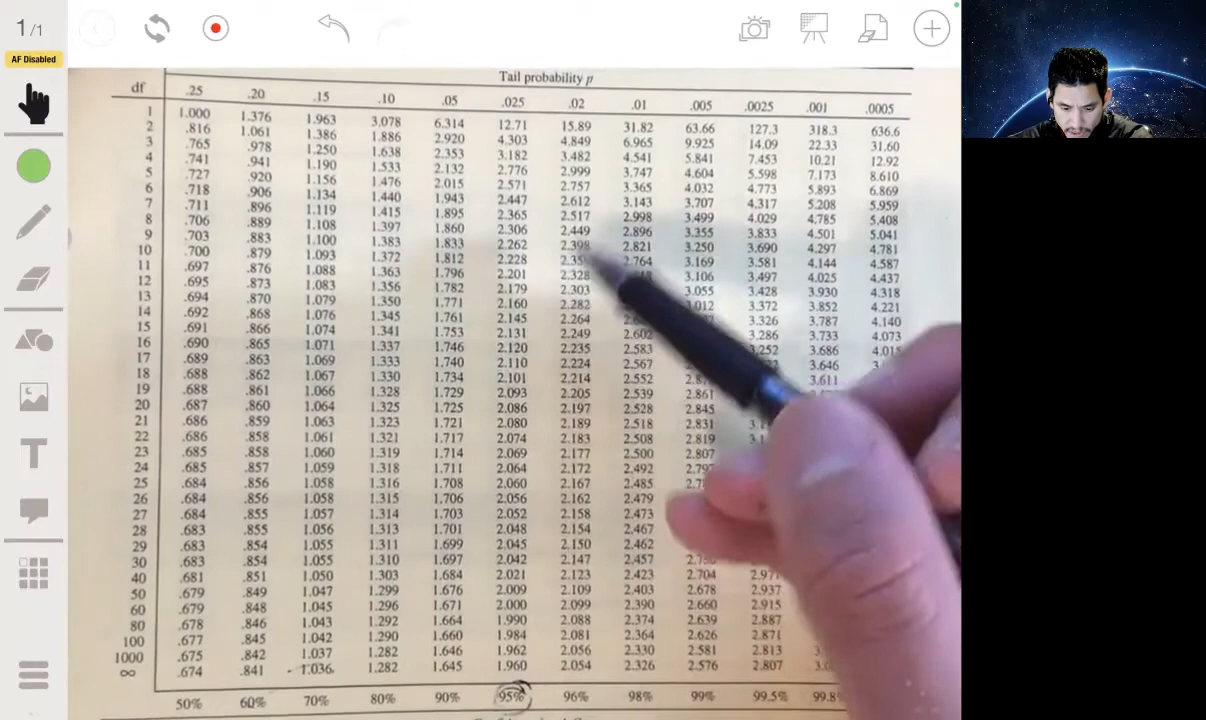 1/1
AF Disabled
Tail probability p
df .25 .20 .15 .10 .05 .025 .02 .01 .005 .0025 .001 .0005
1 1.000 1.376 1.963 3.078 6.314 12.71 15.89 31.82 63.66 127.3 318.3 636.6
2 .816 1.061 1.386 1.886 2.920 4.303 4.849 6.965 9.925 14.09 22.33 31.60
3 .765 .978 1.250 1.638 2.353 3.182 3.482 4.541 5.841 7.453 10.21 12.92
4 .741 .941 1.190 1.533 2.132 2.776 2.999 3.747 4.604 5.598 7.173 8.610
5 .727 .920 1.156 1.476 2.015 2.571 2.757 3.365 4.032 4.773 5.893 6.869
6 .718 .906 1.134 1.440 1.943 2.447 2.612 3.143 3.707 4.317 5.208 5.959
7 .711 .896 1.119 1.415 1.895 2.365 2.517 2.998 3.499 4.029 4.785 5.408
8 .706 .889 1.108 1.397 1.860 2.306 2.449 2.896 3.355 3.833 4.501 5.041
9 .703 .883 1.100 1.383 1.833 2.262 2.398 2.821 3.250 3.690 4.297 4.781
10 .700 .879 1.093 1.372 1.812 2.228 2.764 3.169 3.581 4.144 4.587
11 .697 .876 1.088 1.363 1.796 2.201 2.328 3.106 3.497 4.025 4.437
12 .695 .873 1.083 1.356 1.782 2.179 2.303 3.055 3.428 3.930 4.318
13 .694 .870 1.079 1.350 1.771 2.160 2.282 3.372 3.852 4.221
14 .692 .868 1.076 1.345 1.761 2.145 2.264 3.326 3.787 4.140
15 .691 .866 1.074 1.341 1.753 2.131 2.249 2.602 3.286 3.733 4.073
16 .690 .865 1.071 1.337 1.746 2.120 2.235 2.583 3.686 4.015
17 .689 .863 1.069 1.333 1.740 2.110 2.224 2.567 3.646
18 .688 .862 1.067 1.330 1.734 2.101 2.214 2.552 3.611
19 .688 .861 1.066 1.328 1.729 2.093 2.205 2.539 2.861
20 .687 .860 1.064 1.325 1.725 2.086 2.197 2.528 2.845
21 .686 .859 1.063 1.323 1.721 2.080 2.189 2.518 2.831
22 .686 .858 1.061 1.321 1.717 2.074 2.183 2.508 2.819
23 .685 .858 1.060 1.319 1.714 2.069 2.177 2.500 2.807
24 .685 .857 1.059 1.318 1.711 2.064 2.172 2.492
25 .684 .856 1.058 1.316 1.708 2.060 2.167 2.485
26 .684 .856 1.058 1.315 1.706 2.056 2.162 2.479
27 .684 .855 1.057 1.314 1.703 2.052 2.158 2.473
28 .683 .855 1.056 1.313 1.701 2.048 2.154 2.467
29 .683 .854 1.055 1.311 1.699 2.045 2.150 2.462
30 .683 .854 1.055 1.310 1.697 2.042 2.147 2.457
40 .681 .851 1.050 1.303 1.684 2.021 2.123 2.423 2.704 2.971
50 .679 .849 1.047 1.299 1.676 2.009 2.109 2.403 2.678 2.937
60 .679 .848 1.045 1.296 1.671 2.000 2.099 2.390 2.660 2.915
80 .678 .846 1.043 1.292 1.664 1.990 2.088 2.374 2.639 2.887
100 .677 .845 1.042 1.290 1.660 1.984 2.081 2.364 2.626 2.871
1000 .675 .842 1.037 1.282 1.646 1.962 2.056 2.330 2.581 2.813
∞ .674 .841 1.036 1.282 1.645 1.960 2.054 2.326 2.576 2.807
50% 60% 70% 80% 90% 95% 96% 98% 99% 99.5% 99.8%
T